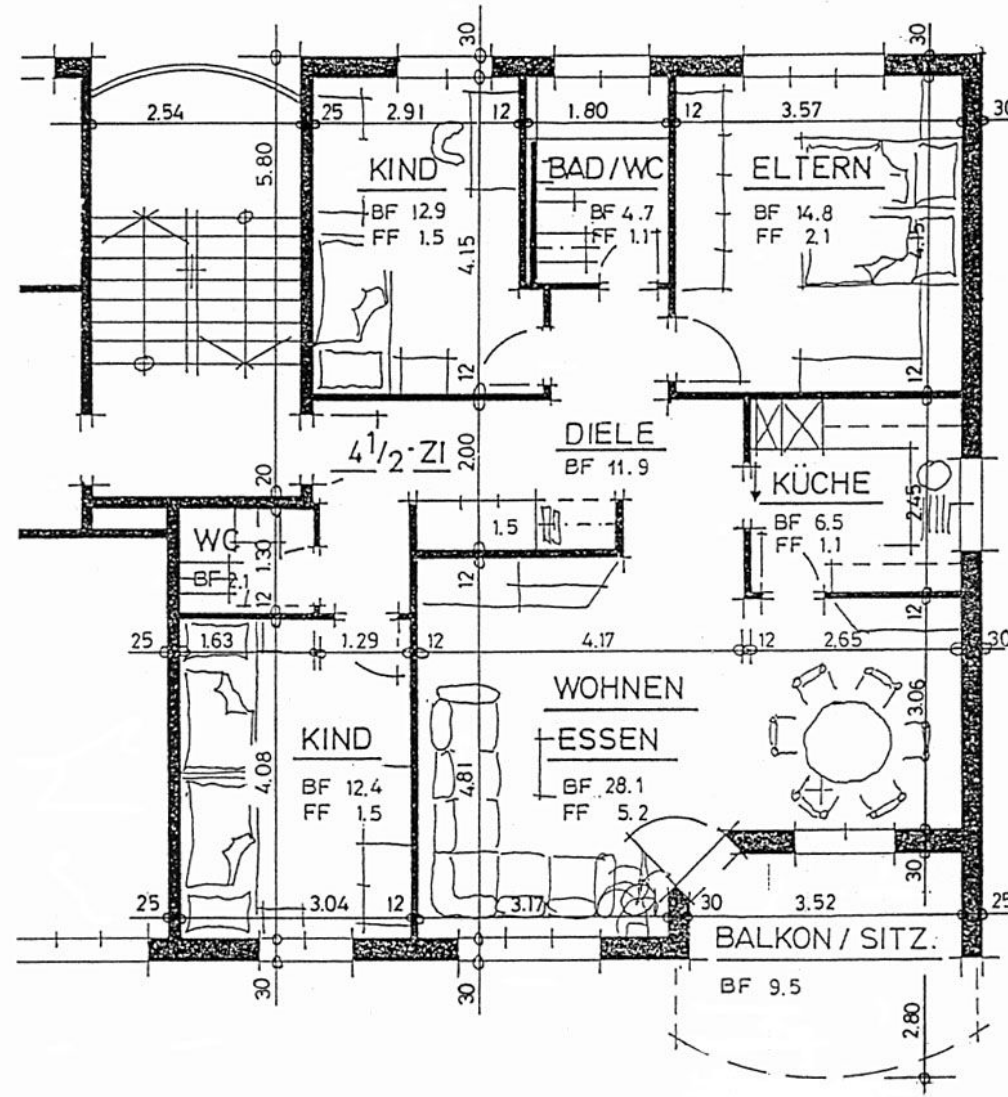 30
30
2.54
25
2.91
12
1.80
12
3.57
30
5.80
KIND
BAD/WC
ELTERN
BF 12.9
BF 4.7
BF 14.8
FF 1.5
FF 1.1
FF 2.1
4.15
4.15
12
12
4 1/2-ZI
2.00
DIELE
BF 11.9
KÜCHE
20
2.45
WC
1.30
1.5
BF 6.5
BF 2.1
FF 1.1
12
12
12
25
1.63
1.29
12
4.17
12
2.65
30
WOHNEN
3.06
KIND
ESSEN
4.08
4.81
BF 12.4
BF 28.1
FF 1.5
FF 5.2
30
25
3.04
12
3.17
30
3.52
25
BALKON / SITZ.
30
30
BF 9.5
2.80